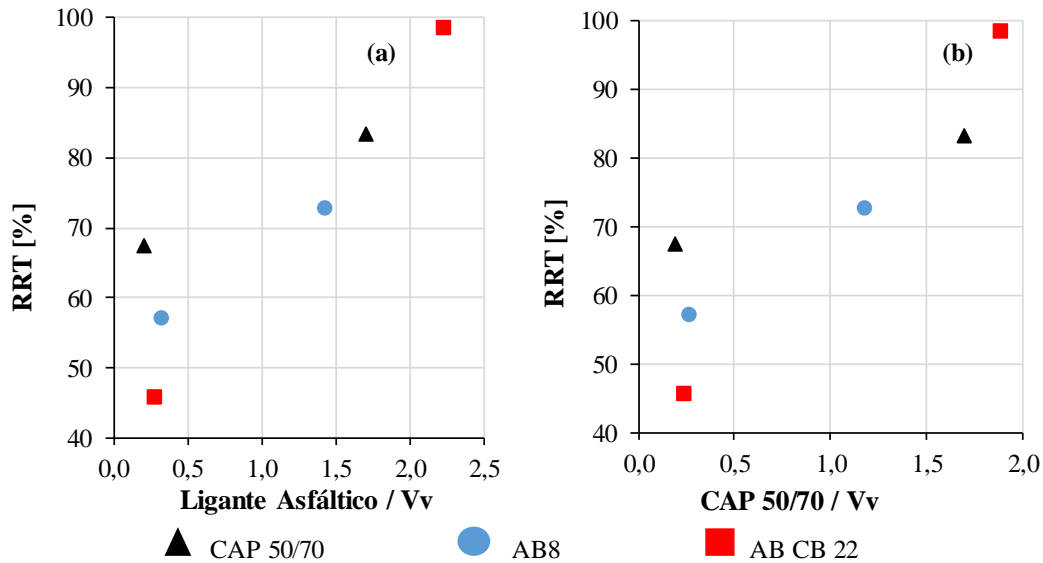 (a)
RRT [%]
100
90
80
70
60
50
40
0,0 0,5 1,0 1,5 2,0 2,5
Ligante Asfáltico / Vv
(b)
RRT [%]
100
90
80
70
60
50
40
0,0 0,5 1,0 1,5 2,0
CAP 50/70 / Vv
CAP 50/70 AB8 AB CB 22